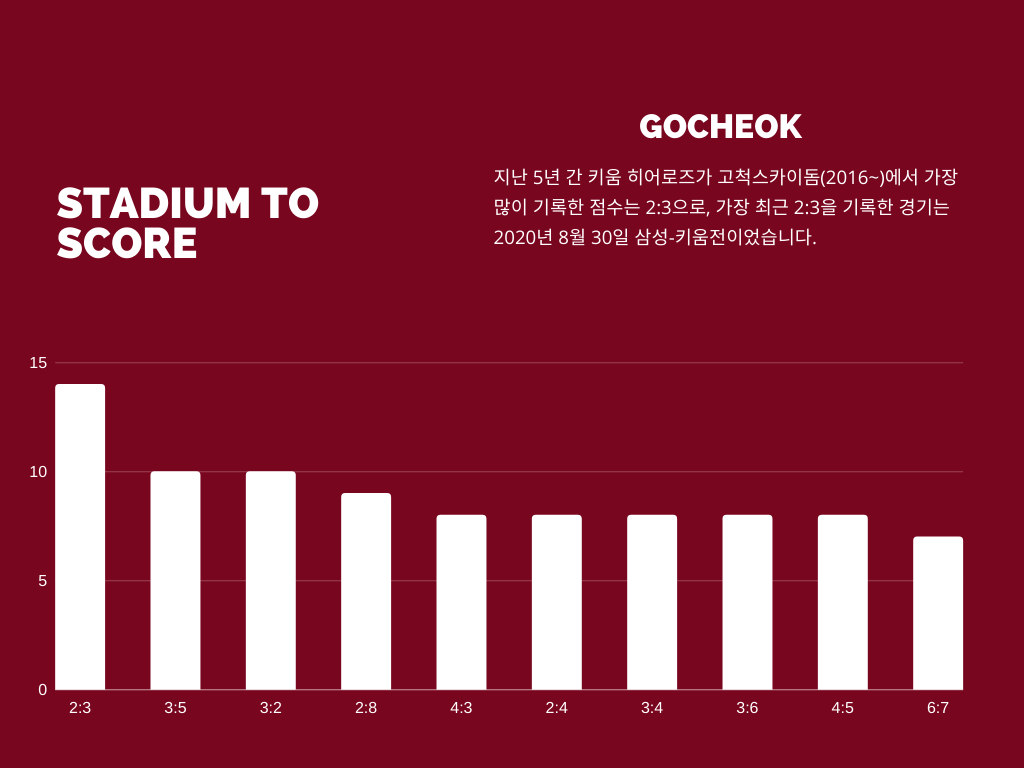 STADIUM TO
SCORE
GOCHEOK
지난 5년 간 키움 히어로즈가 고척스카이돔(2016~)에서 가장
많이 기록한 점수는 2:3으로, 가장 최근 2:3을 기록한 경기는
2020년 8월 30일 삼성-키움전이었습니다.
15
10
5
0
2:3 3:5 3:2 2:8 4:3 2:4 3:4 3:6 4:5 6:7